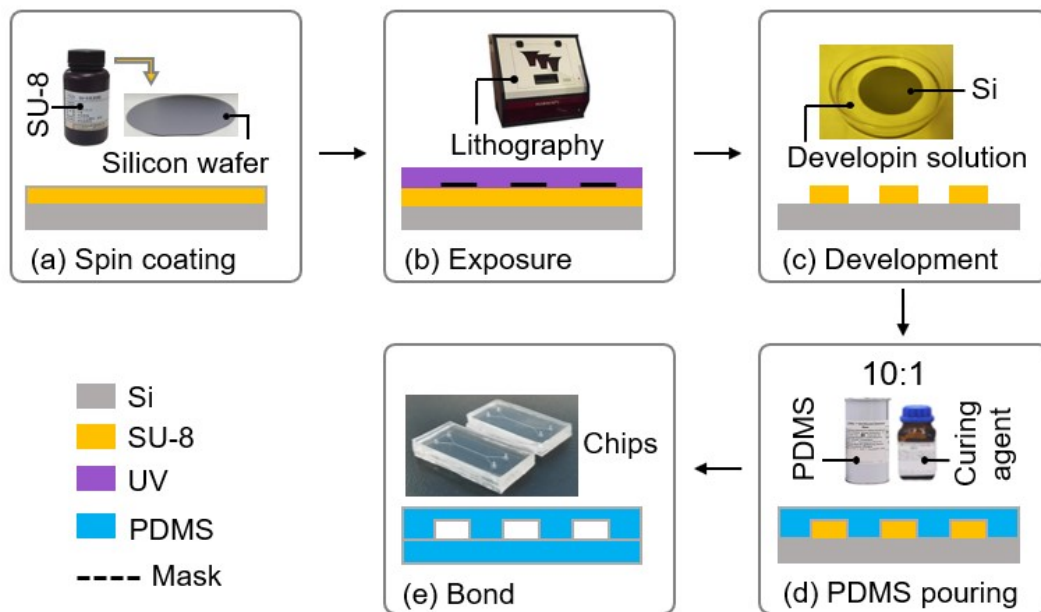 SU-8
Silicon wafer
(a) Spin coating
Lithography
(b) Exposure
Si
Developin solution
(c) Development
10:1
PDMS
Curing
agent
(d) PDMS pouring
Chips
(e) Bond
Si
SU-8
UV
PDMS
Mask